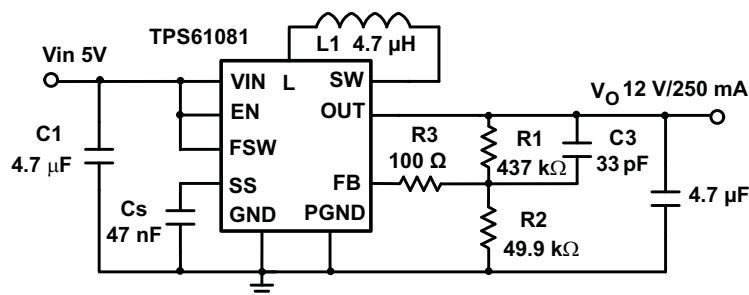 TPS61081
L1 4.7 µH
Vin 5V
VIN
L
SW
EN
OUT
FSW
SS
FB
GND
PGND
C1
4.7 µF
Cs
47 nF
R3
100 Ω
R1
437 kΩ
C3
33 pF
R2
49.9 kΩ
VO 12 V/250 mA
4.7 µF